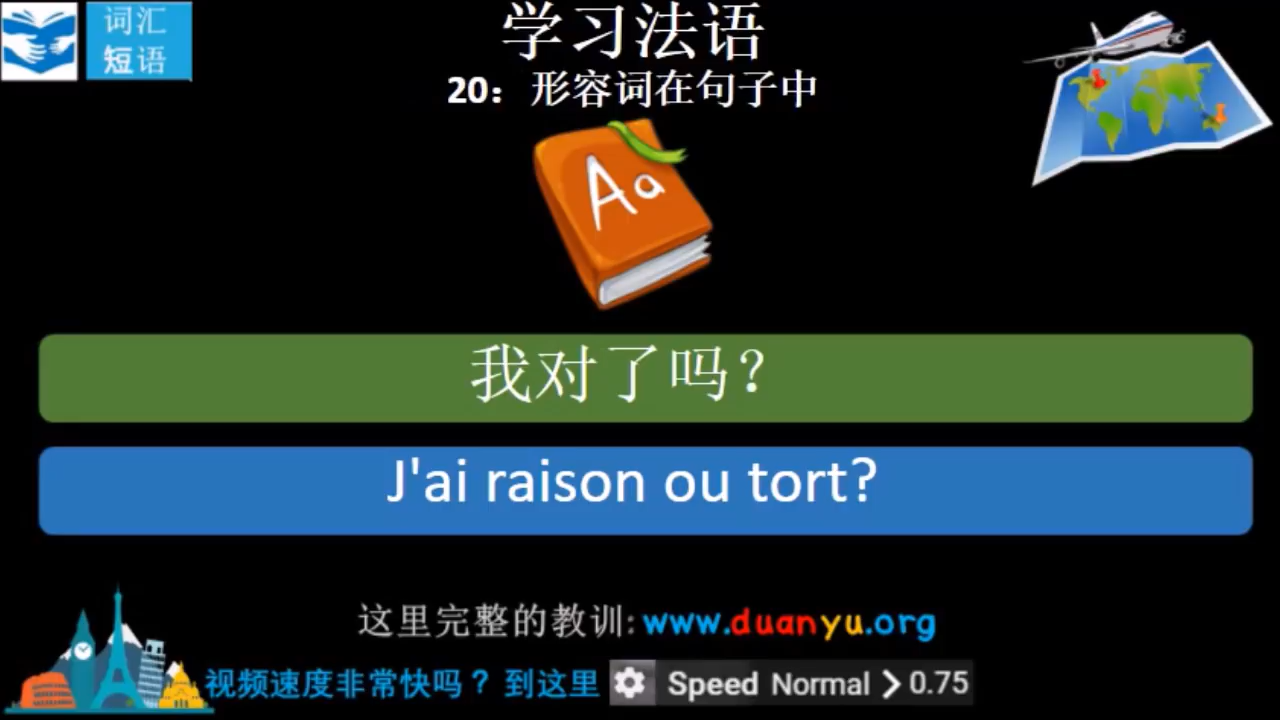 词汇
短语
学习法语
20：形容词在句子中
Aa
我对了吗？
J'ai raison ou tort?
这里完整的教训: www.duanyu.org
视频速度非常快吗？ 到这里 Speed Normal > 0.75